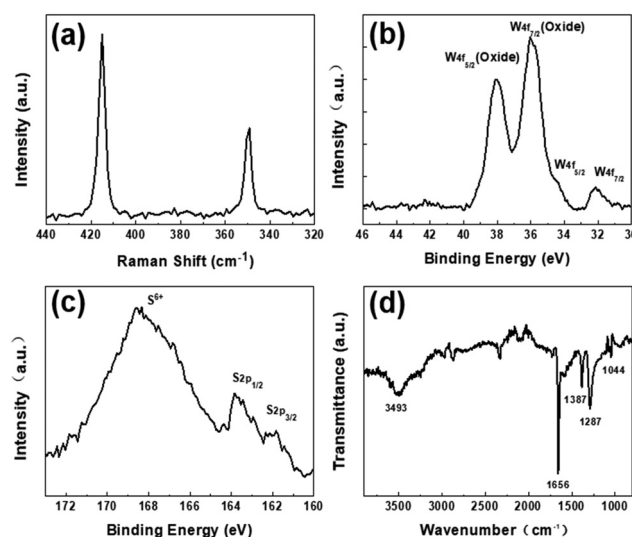 (a)
Intensity (a.u.)
440 420 400 380 360 340 320
Raman Shift (cm⁻¹)
(b)
W4f₇/₂(Oxide)
W4f₅/₂(Oxide)
W4f₅/₂
W4f₇/₂
Intensity (a.u.)
46 42 38 36 34 32 30
Binding Energy (eV)
(c)
S⁶⁺
S2p₁/₂
S2p₃/₂
Intensity (a.u.)
172 170 168 166 164 162 160
Binding Energy (eV)
(d)
3493
1656
1387
1287
1044
Transmittance (a.u.)
3500 3000 2500 2000 1500 1000
Wavenumber (cm⁻¹)